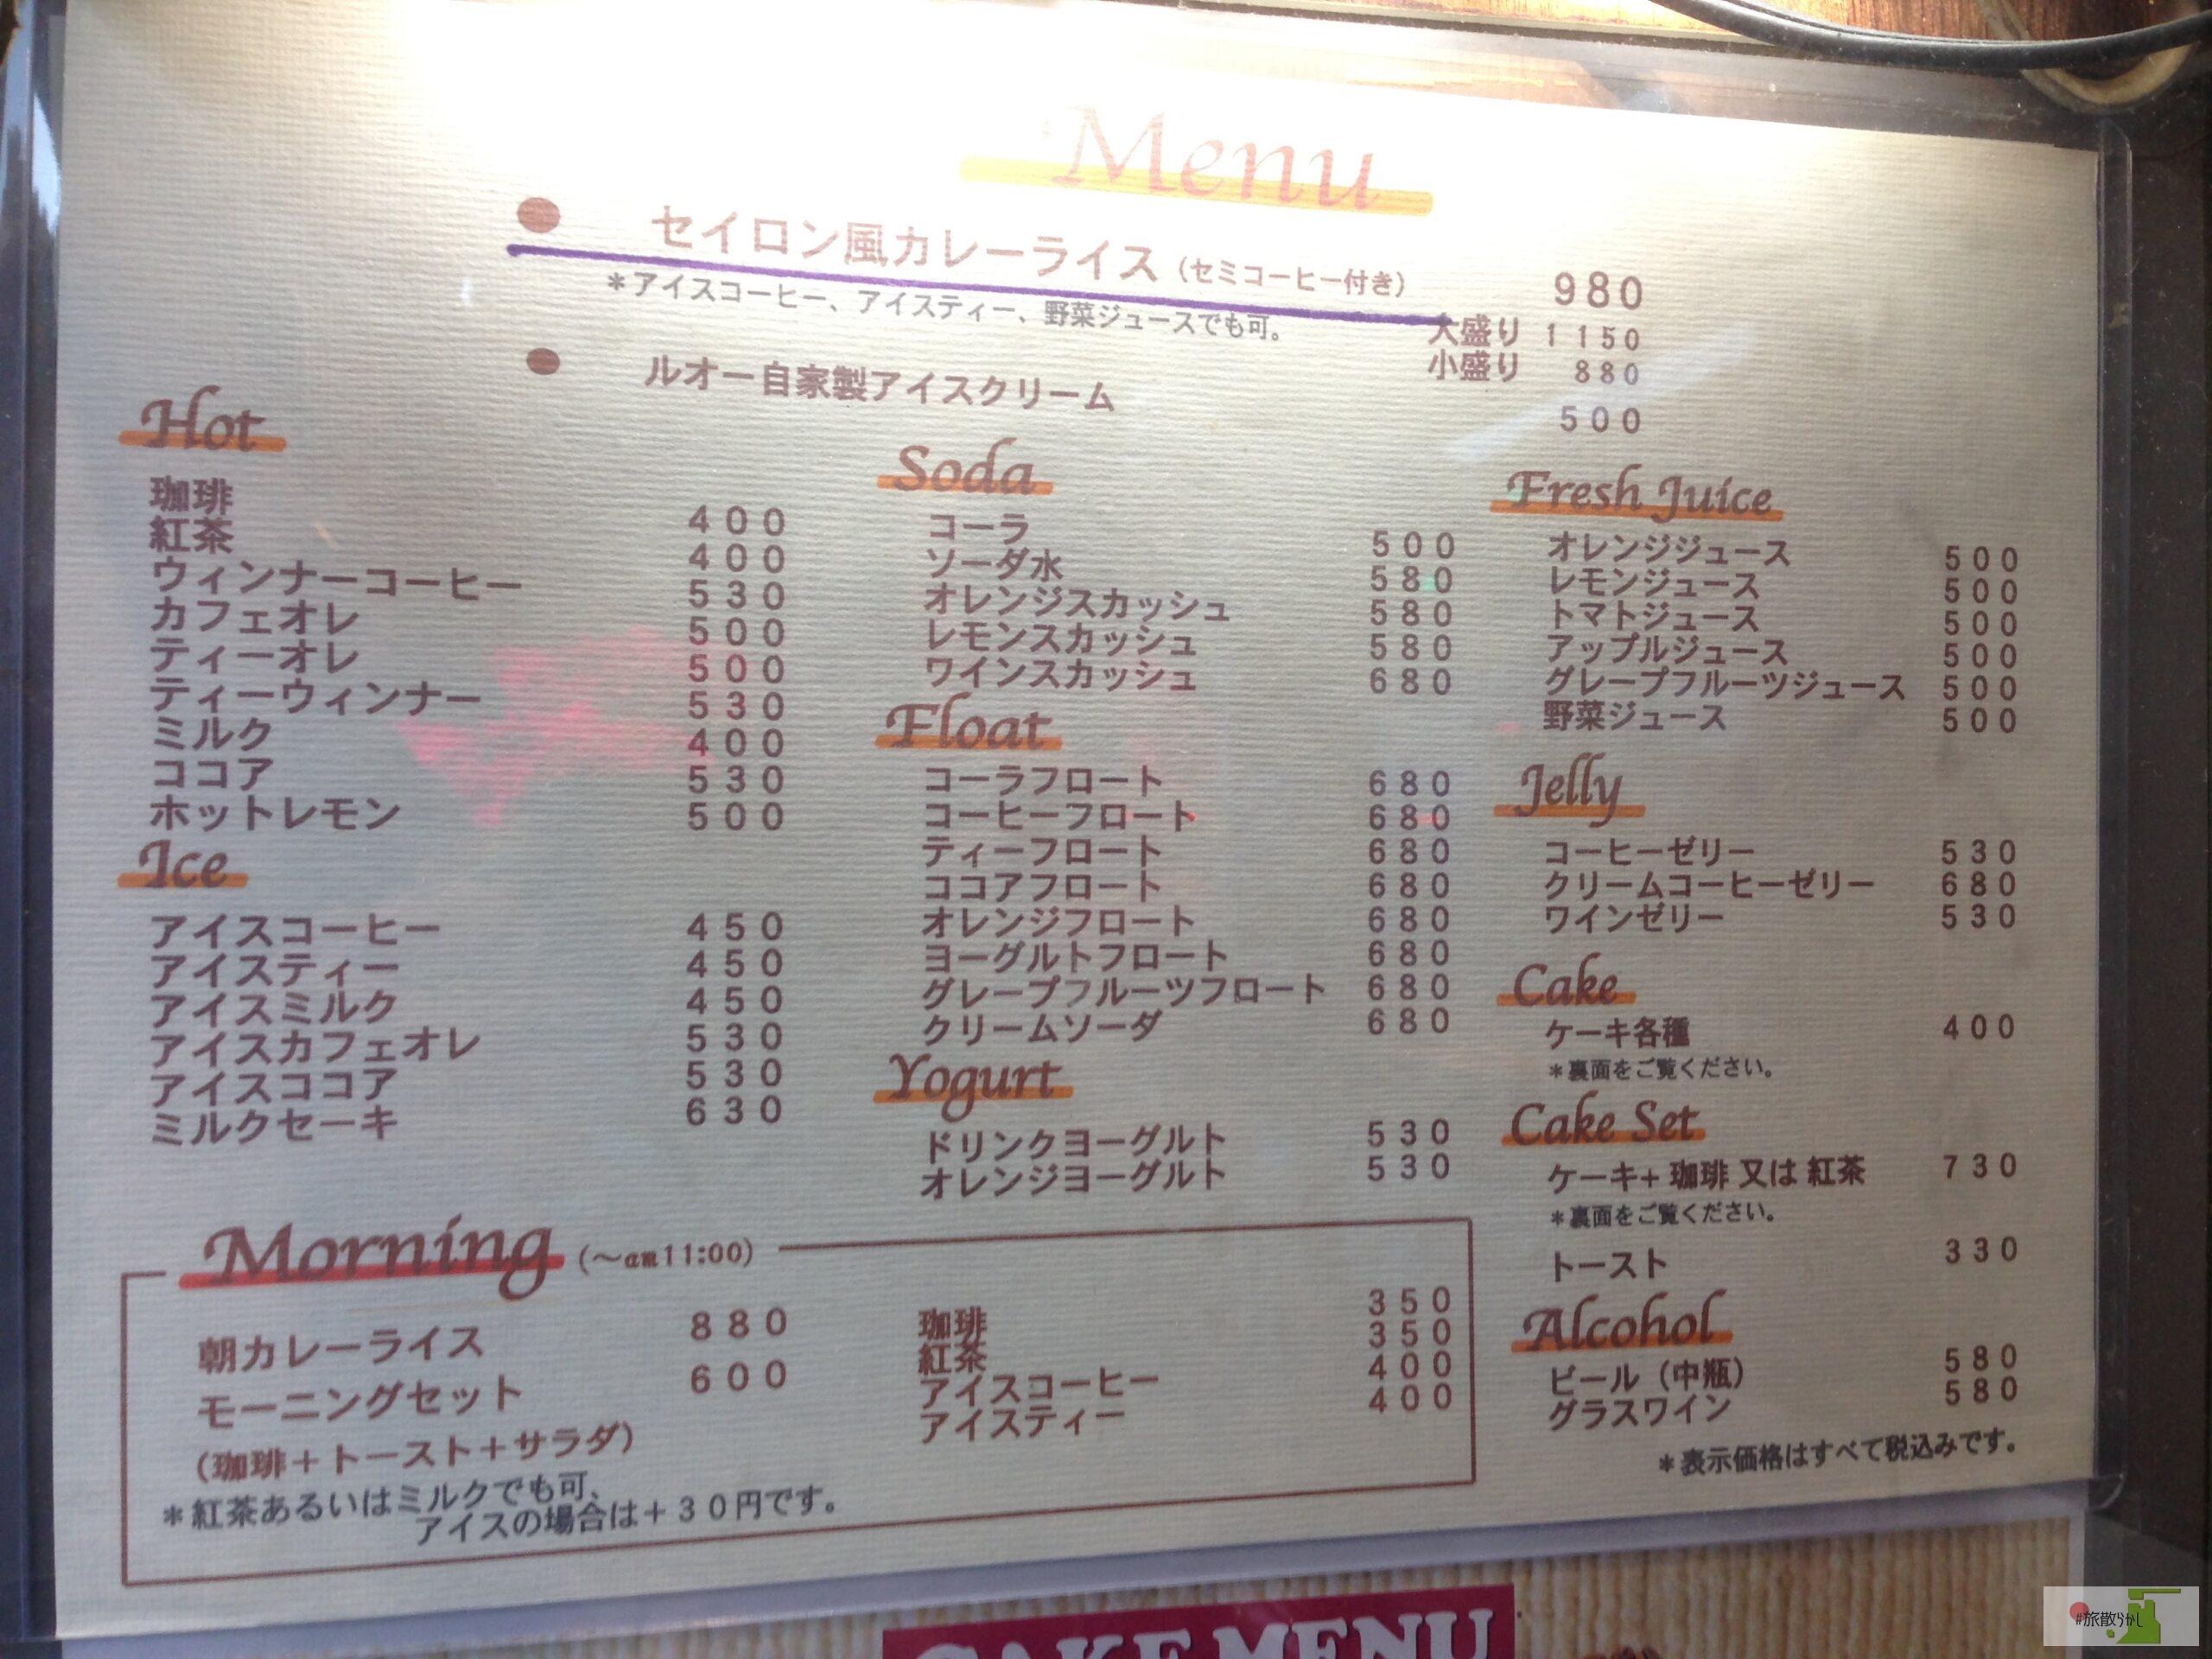 Menu
● セイロン風カレーライス（セミコーヒー付き） 980
＊アイスコーヒー、アイスティー、野菜ジュースでも可。
大盛り 1150
小盛り 880
● ルオー自家製アイスクリーム 500
Hot
珈琲 400
紅茶 400
ウィンナーコーヒー 530
カフェオレ 500
ティーオレ 500
ティーウィンナー 530
ミルク 400
ココア 530
ホットレモン 500
Ice
アイスコーヒー 450
アイスティー 450
アイスミルク 450
アイスカフェオレ 530
アイスココア 530
ミルクセーキ 630
Soda
コーラ 500
ソーダ水 580
オレンジスカッシュ 580
レモンスカッシュ 580
ワインスカッシュ 680
Float
コーラフロート 680
コーヒーフロート 680
ティーフロート 680
ココアフロート 680
オレンジフロート 680
ヨーグルトフロート 680
グレープフルーツフロート 680
クリームソーダ 680
Yogurt
ドリンクヨーグルト 530
オレンジヨーグルト 530
Fresh Juice
オレンジジュース 500
レモンジュース 500
トマトジュース 500
アップルジュース 500
グレープフルーツジュース 500
野菜ジュース 500
Jelly
コーヒーゼリー 530
クリームコーヒーゼリー 680
ワインゼリー 530
Cake
ケーキ各種 400
＊裏面をご覧ください。
Cake Set
ケーキ+ 珈琲 又は 紅茶 730
＊裏面をご覧ください。
トースト 330
Alcohol
ビール（中瓶） 580
グラスワイン 580
＊表示価格はすべて税込みです。
Morning (～am11:00)
朝カレーライス 880
モーニングセット 600
（珈琲＋トースト＋サラダ）
＊紅茶あるいはミルクでも可、
アイスの場合は＋３０円です。
珈琲 350
紅茶 350
アイスコーヒー 400
アイスティー 400
CAKE MENU
#旅散らかし